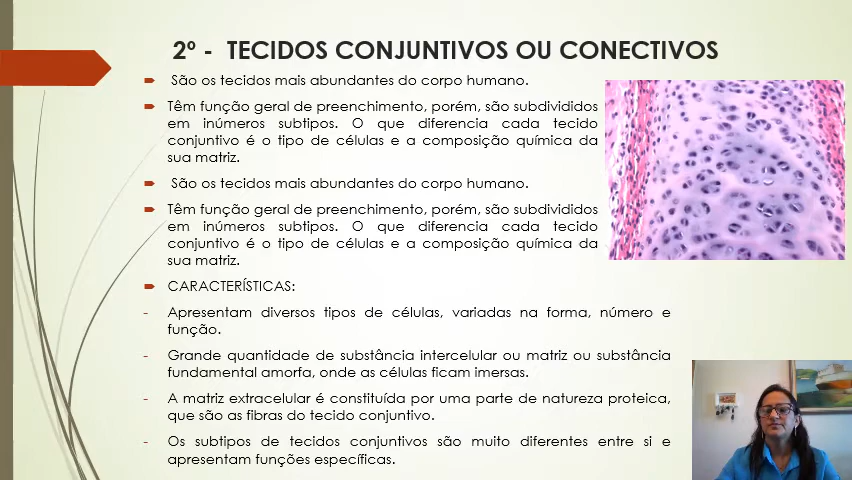 2º - TECIDOS CONJUNTIVOS OU CONECTIVOS
São os tecidos mais abundantes do corpo humano.
Têm função geral de preenchimento, porém, são subdivididos
em inúmeros subtipos. O que diferencia cada tecido
conjuntivo é o tipo de células e a composição química da
sua matriz.
São os tecidos mais abundantes do corpo humano.
Têm função geral de preenchimento, porém, são subdivididos
em inúmeros subtipos. O que diferencia cada tecido
conjuntivo é o tipo de células e a composição química da
sua matriz.
CARACTERÍSTICAS:
- Apresentam diversos tipos de células, variadas na forma, número e
função.
- Grande quantidade de substância intercelular ou matriz ou substância
fundamental amorfa, onde as células ficam imersas.
- A matriz extracelular é constituída por uma parte de natureza proteica,
que são as fibras do tecido conjuntivo.
- Os subtipos de tecidos conjuntivos são muito diferentes entre si e
apresentam funções específicas.